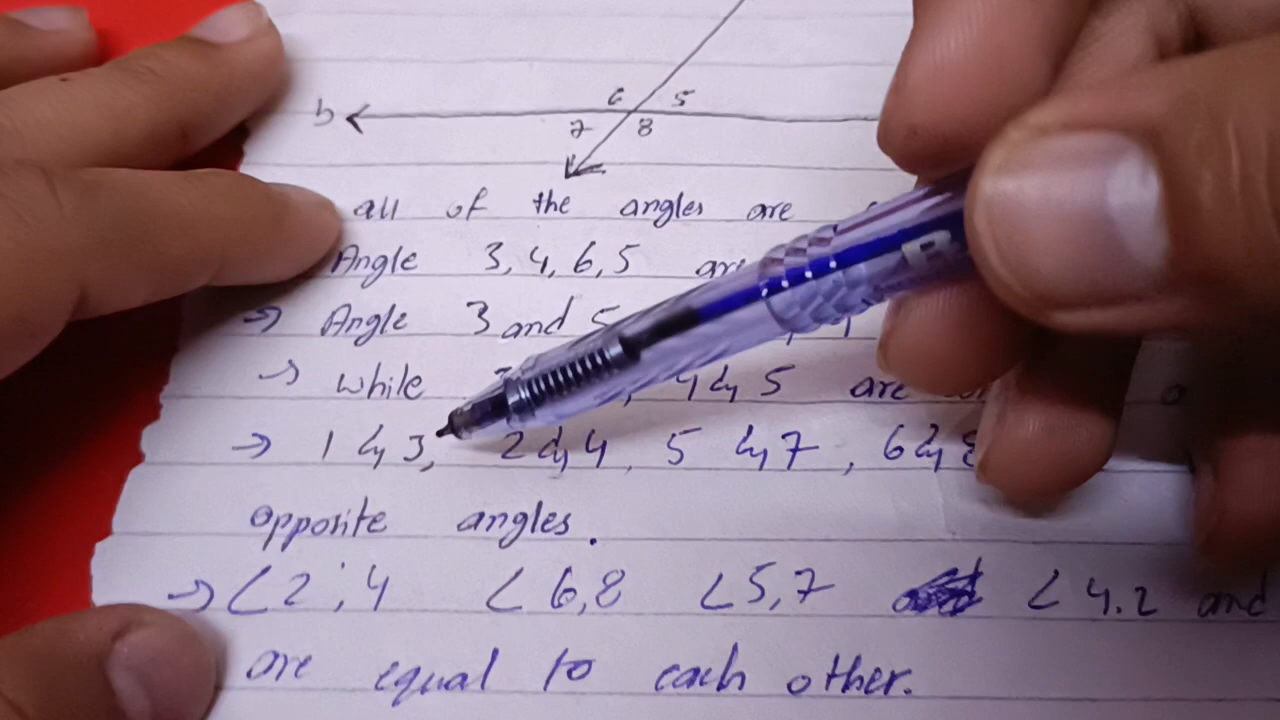 6 5
b
7 8
all of the angles are
Angle 3, 4, 6, 5 are
→ Angle 3 and 5
→ while 4 & 5 are
→ 1 & 3, 2 & 4, 5 & 7, 6 & 8
opposite angles.
→ ∠2, 4 ∠6,8 ∠5,7 ∠4.2 and
are equal to each other.